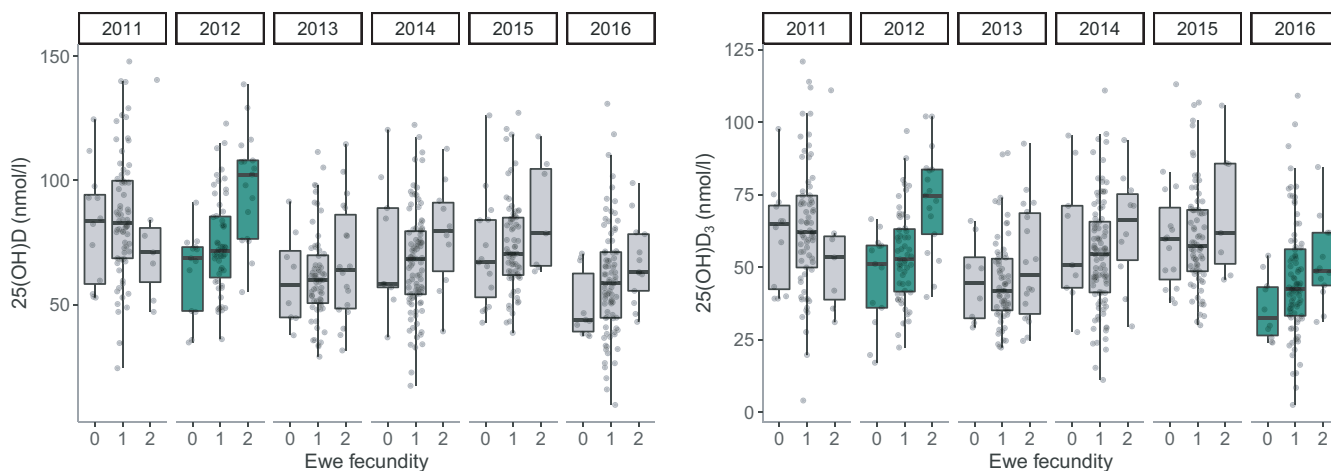 2011 2012 2013 2014 2015 2016
150
100
50
25(OH)D (nmol/l)
0 1 2 0 1 2 0 1 2 0 1 2 0 1 2 0 1 2
Ewe fecundity
2011 2012 2013 2014 2015 2016
125
100
75
50
25
0
25(OH)D₃ (nmol/l)
0 1 2 0 1 2 0 1 2 0 1 2 0 1 2 0 1 2
Ewe fecundity